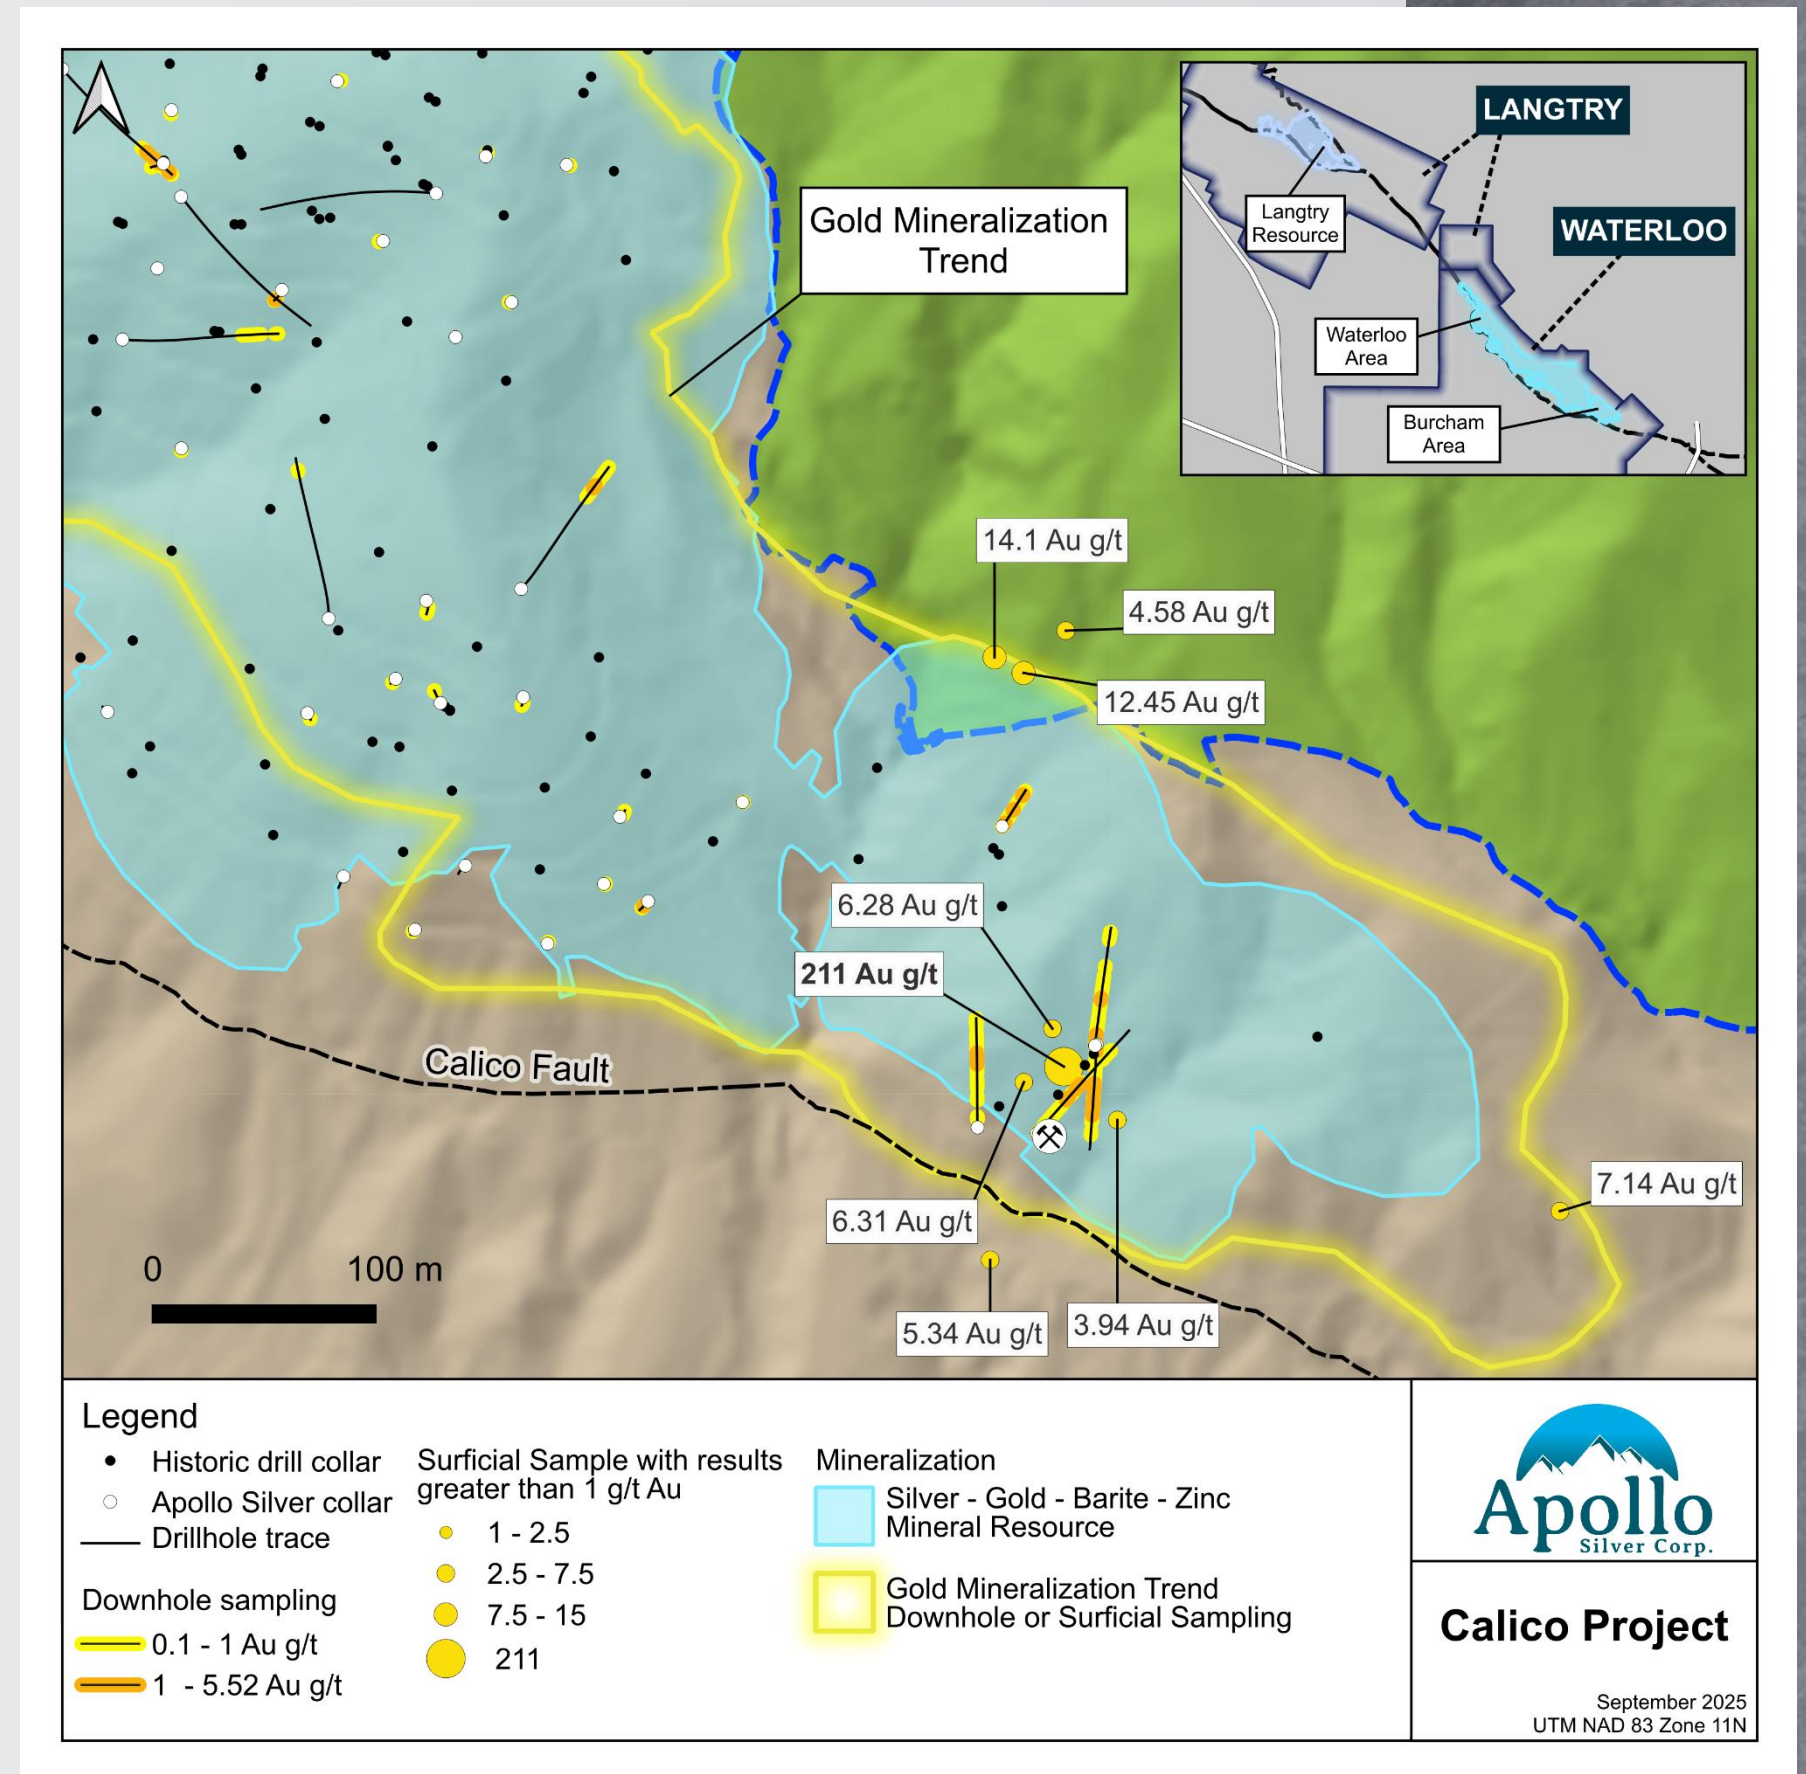 LANGTRY
Langtry
Resource
WATERLOO
Waterloo
Area
Burcham
Area
Gold Mineralization
Trend
14.1 Au g/t
4.58 Au g/t
12.45 Au g/t
6.28 Au g/t
211 Au g/t
Calico Fault
7.14 Au g/t
6.31 Au g/t
5.34 Au g/t
3.94 Au g/t
0 100 m
Legend
Historic drill collar
Apollo Silver collar
Drillhole trace
Downhole sampling
0.1 - 1 Au g/t
1 - 5.52 Au g/t
Surficial Sample with results
greater than 1 g/t Au
1 - 2.5
2.5 - 7.5
7.5 - 15
211
Mineralization
Silver - Gold - Barite - Zinc
Mineral Resource
Gold Mineralization Trend
Downhole or Surficial Sampling
Apollo
Silver Corp.
Calico Project
September 2025
UTM NAD 83 Zone 11N